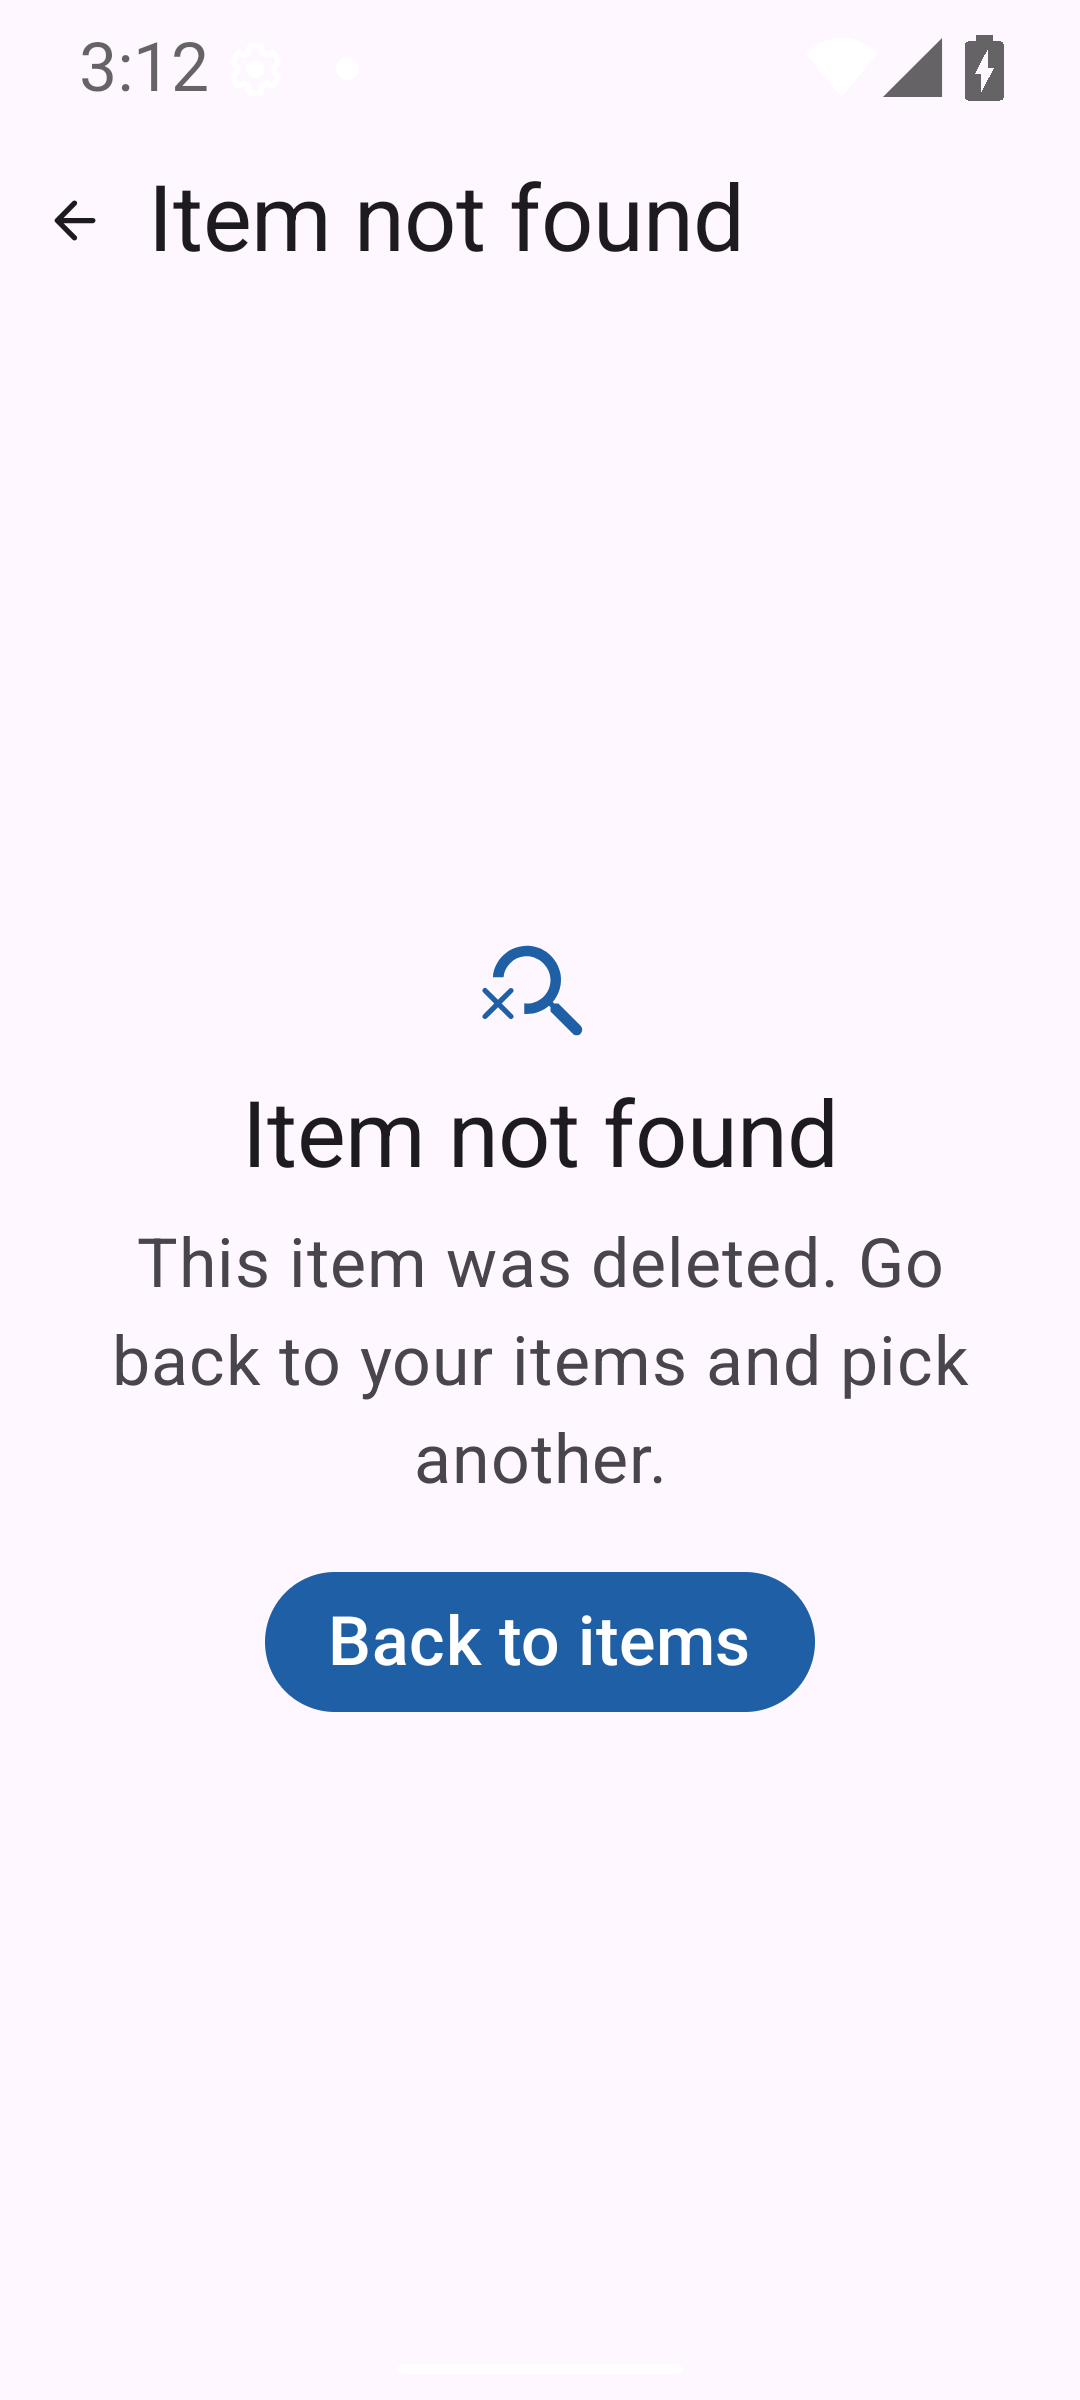 3:12
Item not found
Item not found
This item was deleted. Go
back to your items and pick
another.
Back to items